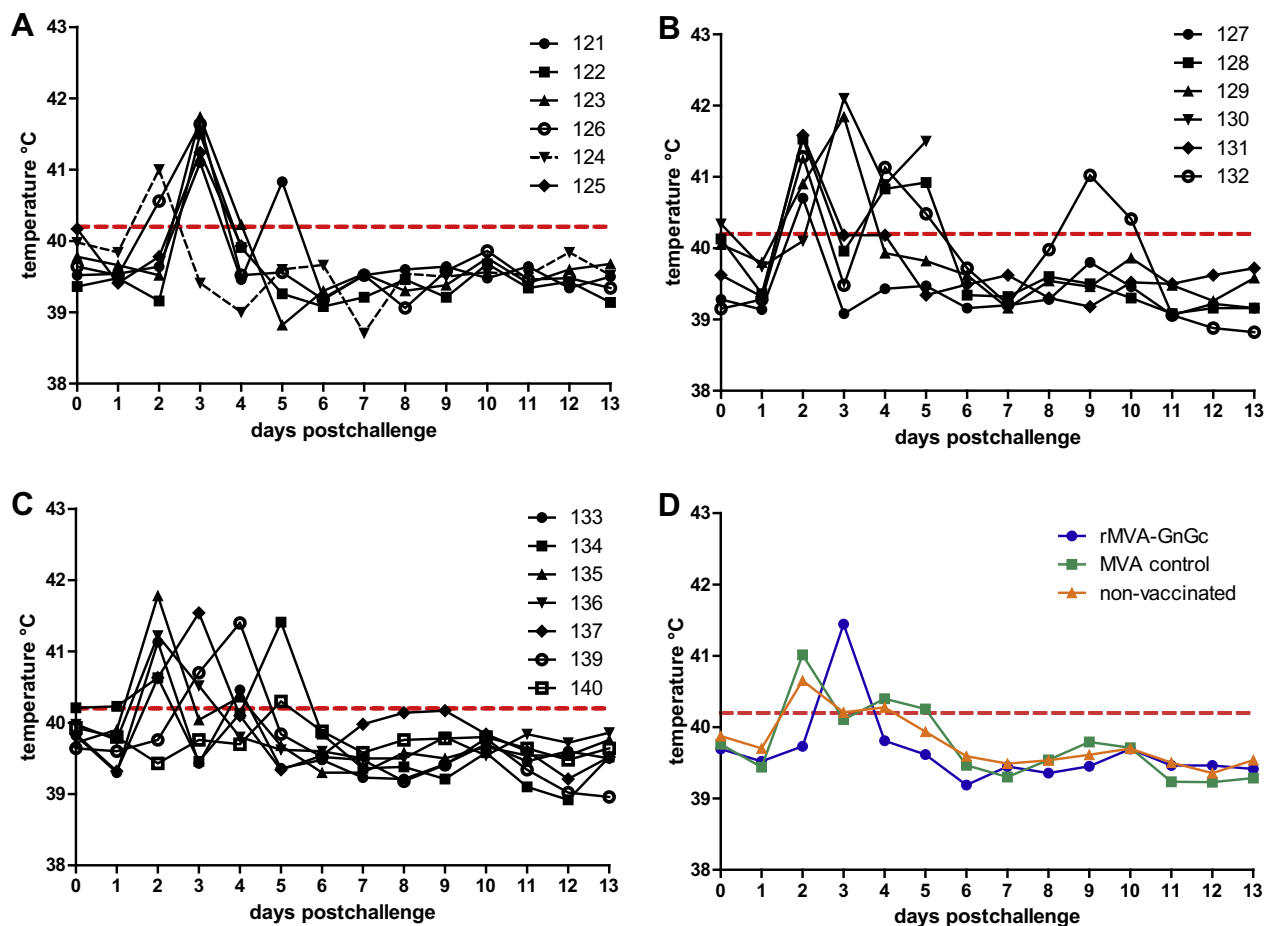 A
temperature °C
43
42
41
40
39
38
0 1 2 3 4 5 6 7 8 9 10 11 12 13
days postchallenge
121
122
123
126
124
125
B
temperature °C
43
42
41
40
39
38
0 1 2 3 4 5 6 7 8 9 10 11 12 13
days postchallenge
127
128
129
130
131
132
C
temperature °C
43
42
41
40
39
38
0 1 2 3 4 5 6 7 8 9 10 11 12 13
days postchallenge
133
134
135
136
137
139
140
D
temperature °C
43
42
41
40
39
38
0 1 2 3 4 5 6 7 8 9 10 11 12 13
days postchallenge
rMVA-GnGc
MVA control
non-vaccinated